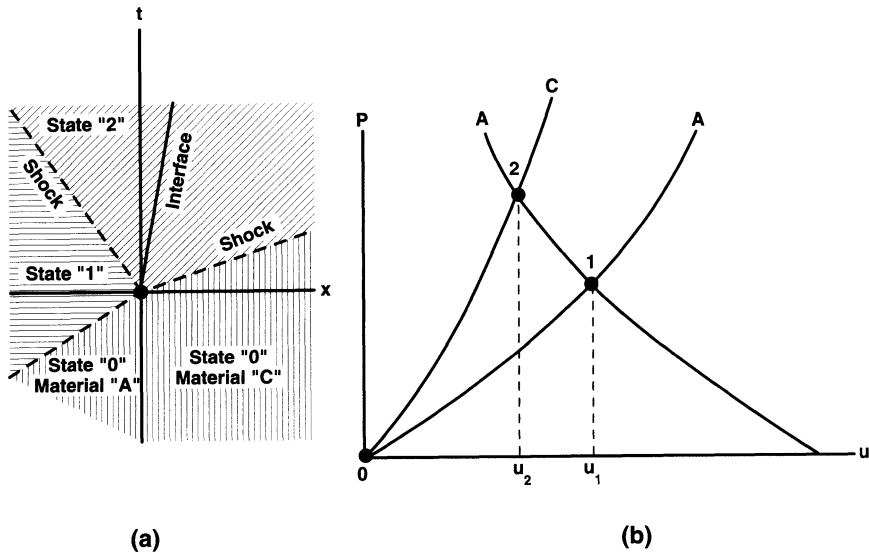 t
State "2"
Shock
Interface
Shock
State "1"
x
State "0"
Material "A"
State "0"
Material "C"
(a)
P
A
C
A
2
1
0
u2
u1
u
(b)